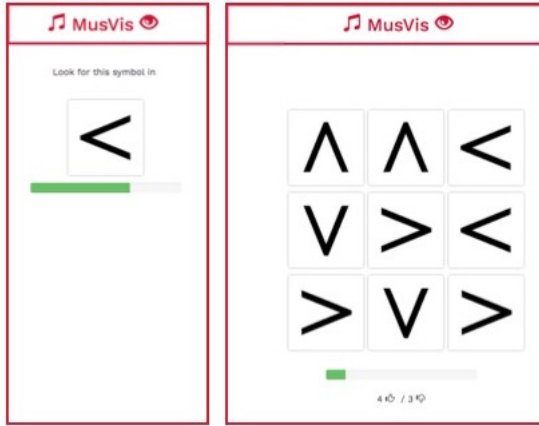 MusVis
Look for this symbol in
<
MusVis
Λ Λ <
V > <
> V >
4 / 3